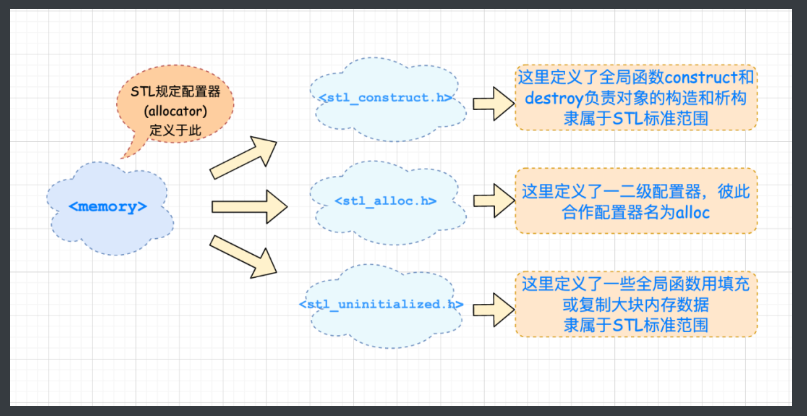 STL规定配置器
(allocator)
定义于此
<memory>
<stl_construct.h>
这里定义了全局函数construct和
destroy负责对象的构造和析构
隶属于STL标准范围
<stl_alloc.h>
这里定义了一二级配置器，彼此
合作配置器名为alloc
<stl_uninitialized.h>
这里定义了一些全局函数用填充
或复制大块内存数据
隶属于STL标准范围